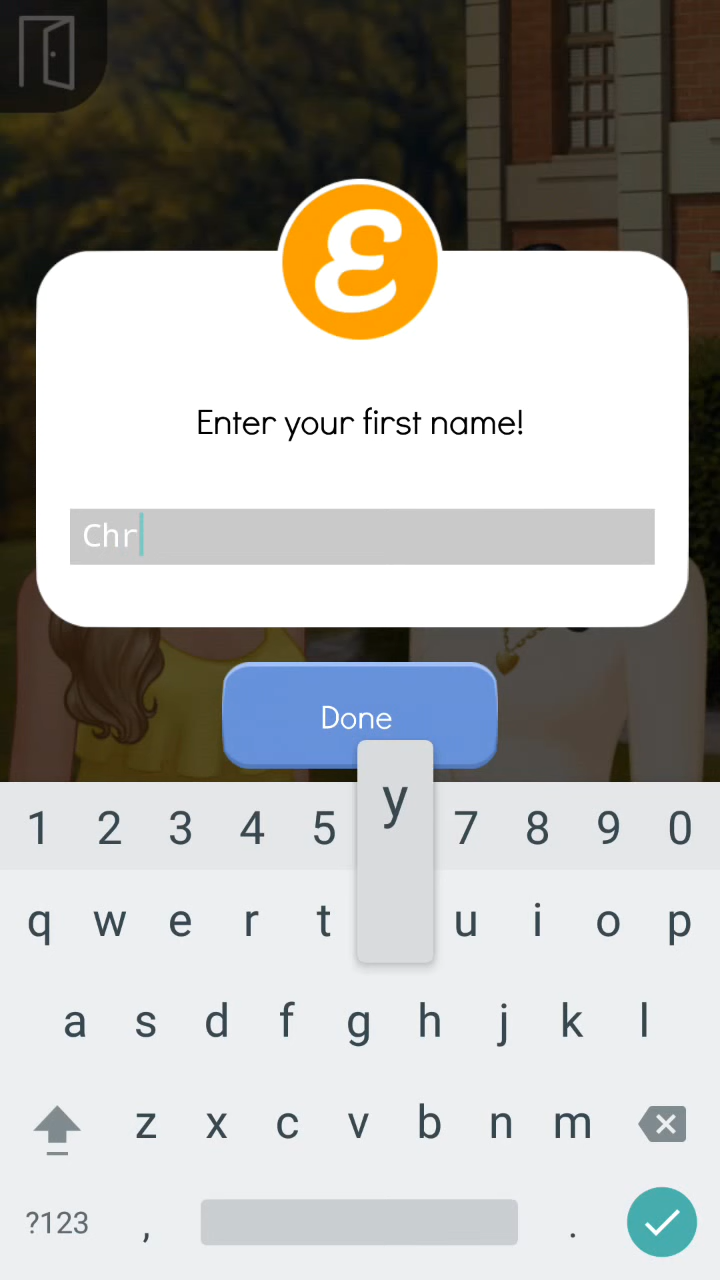 ε
Enter your first name!
Chr
Done
y
1 2 3 4 5 7 8 9 0
q w e r t u i o p
a s d f g h j k l
z x c v b n m
?123 , .